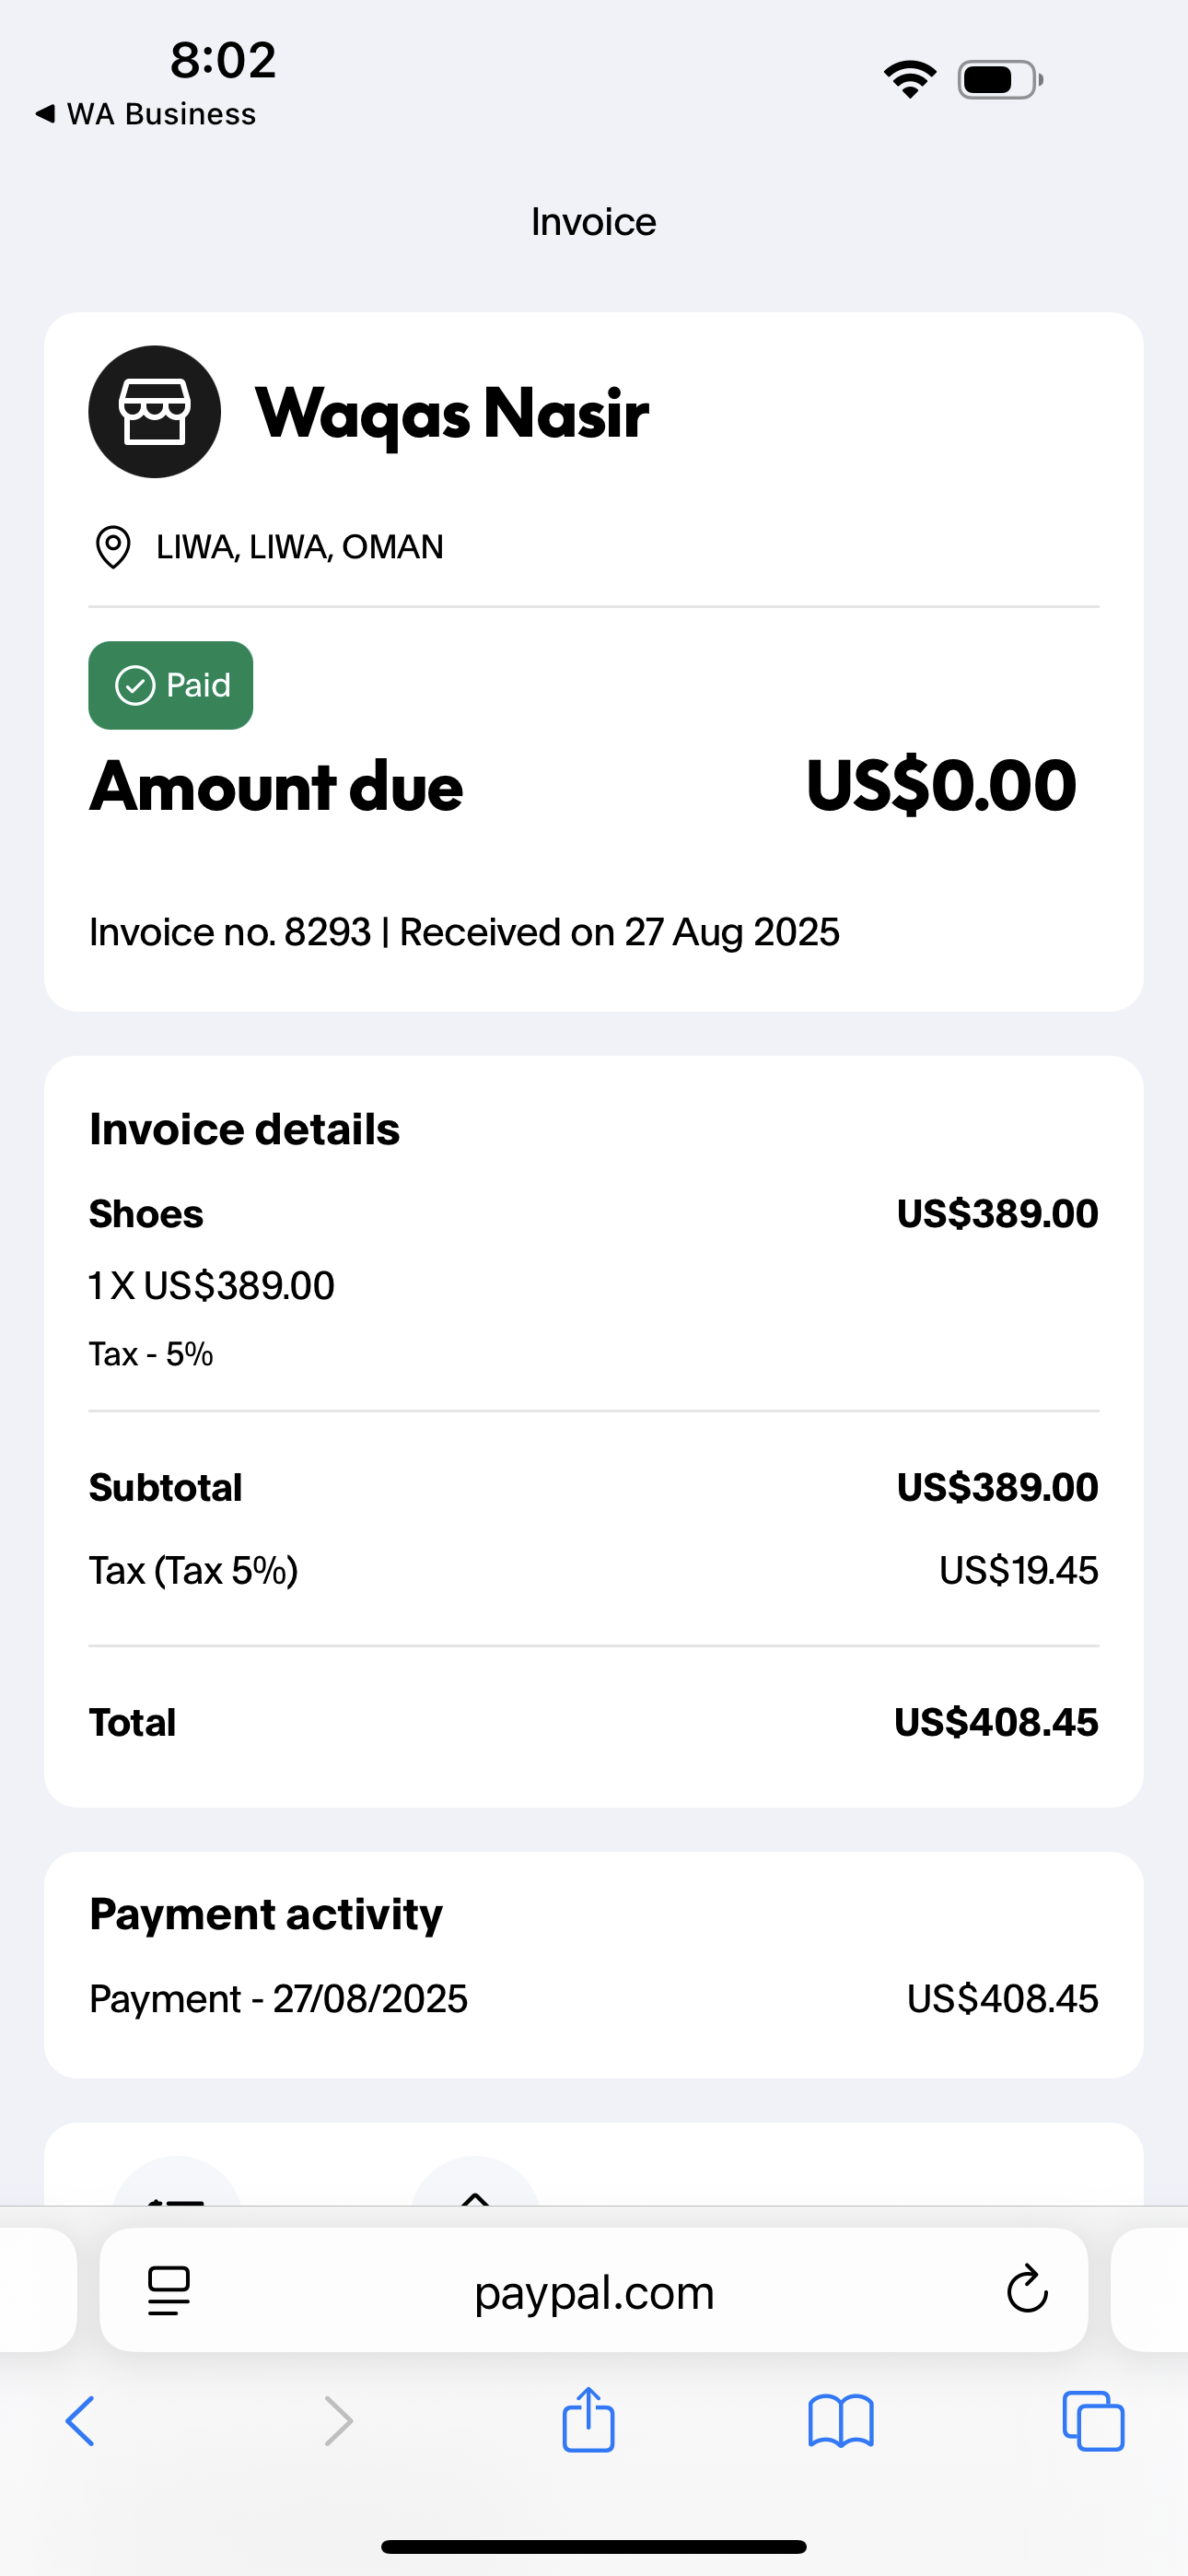 8:02
WA Business
Invoice
Waqas Nasir
LIWA, LIWA, OMAN
Paid
Amount due US$0.00
Invoice no. 8293 | Received on 27 Aug 2025
Invoice details
Shoes US$389.00
1 X US$389.00
Tax - 5%
Subtotal US$389.00
Tax (Tax 5%) US$19.45
Total US$408.45
Payment activity
Payment - 27/08/2025 US$408.45
paypal.com